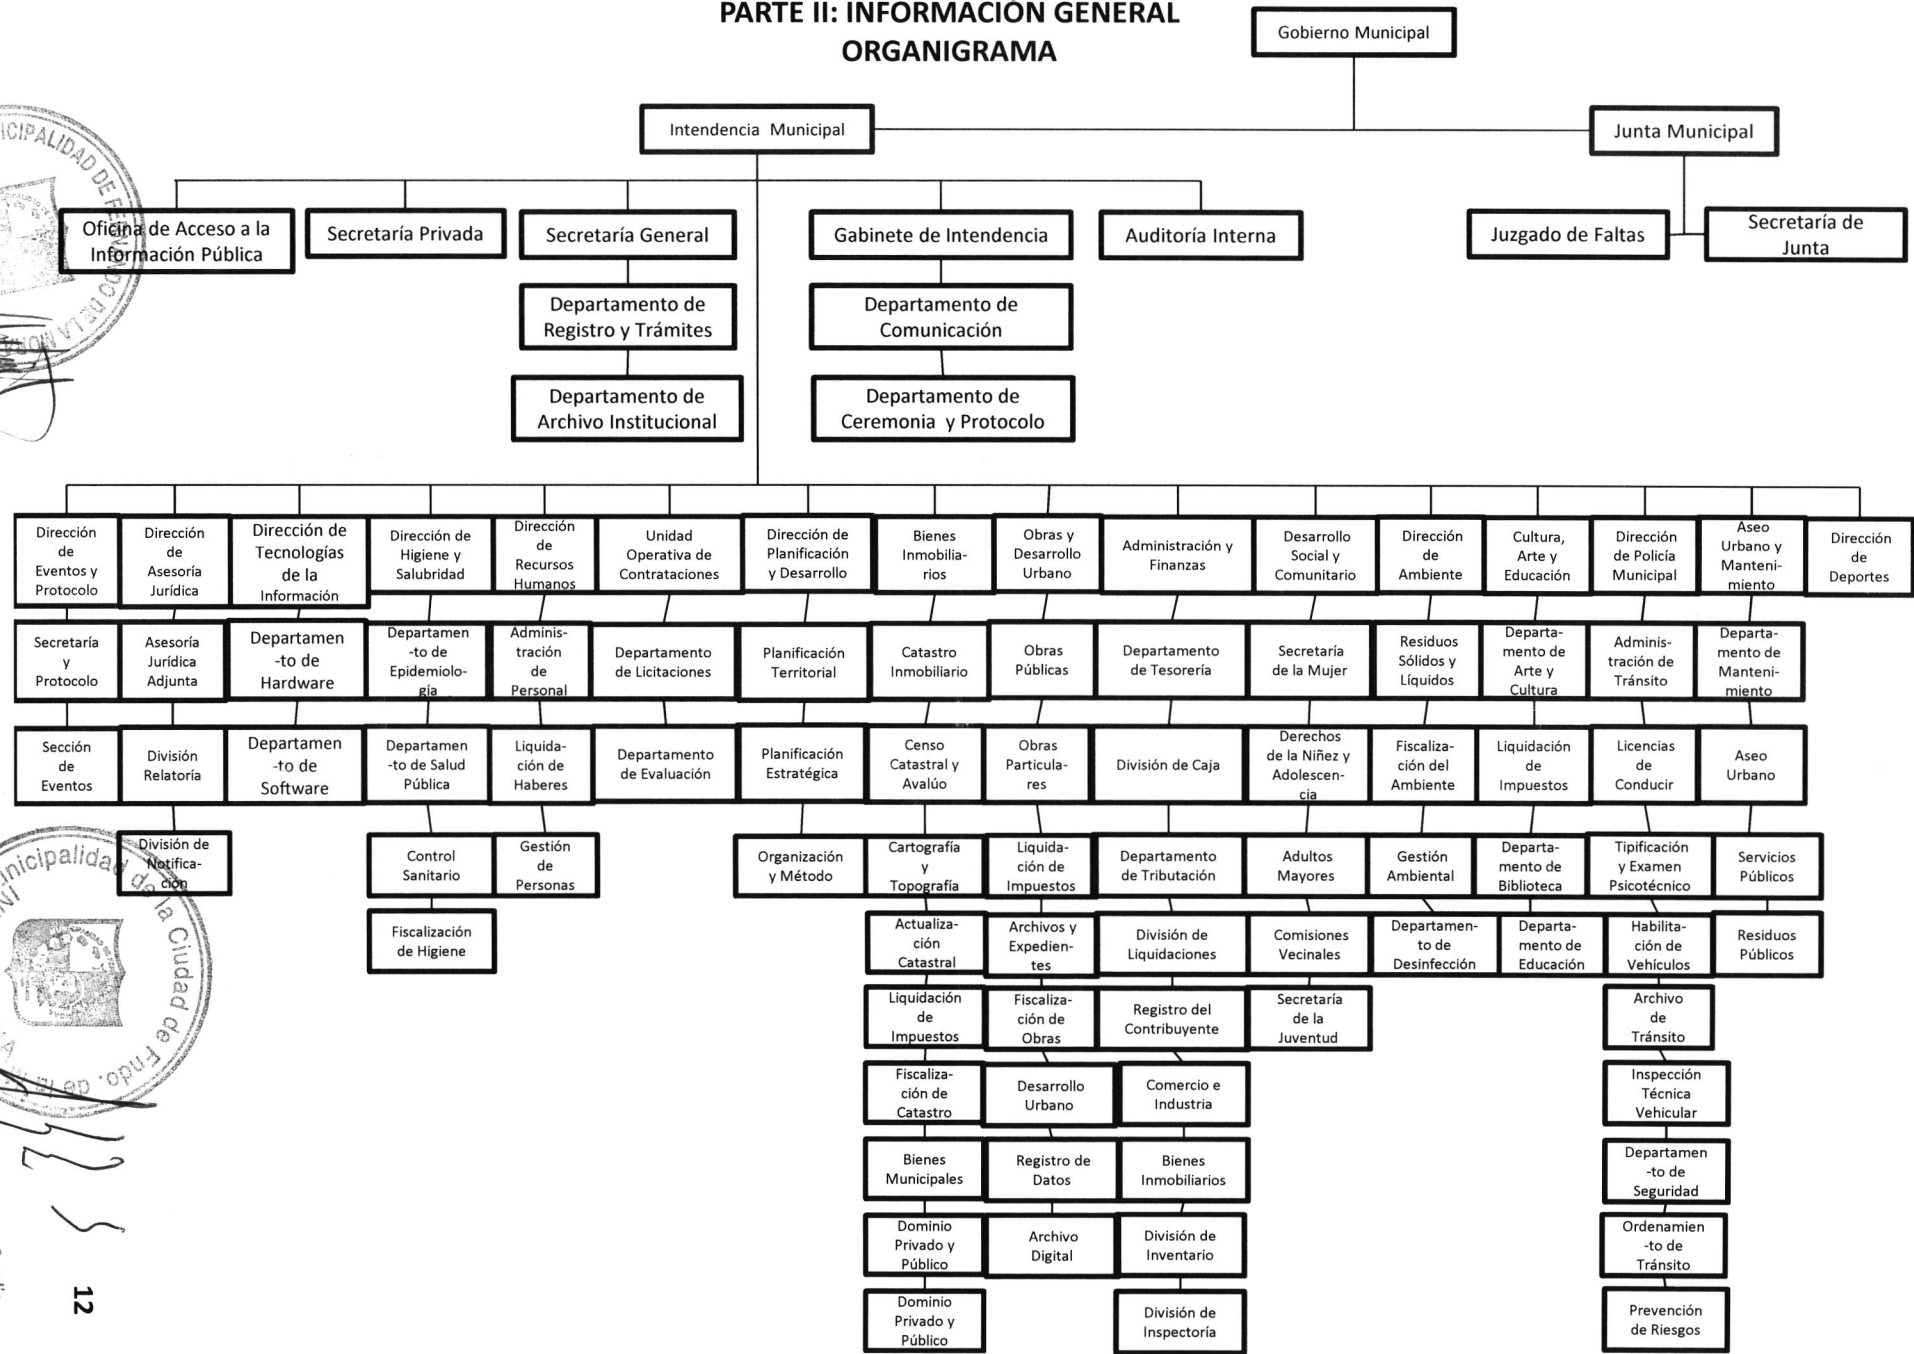 PARTE II: INFORMACIÓN GENERAL
ORGANIGRAMA
Gobierno Municipal
Intendencia Municipal
Junta Municipal
Oficina de Acceso a la
Información Pública
Secretaría Privada
Secretaría General
Gabinete de Intendencia
Auditoría Interna
Juzgado de Faltas
Secretaría de
Junta
Departamento de
Registro y Trámites
Departamento de
Comunicación
Departamento de
Archivo Institucional
Departamento de
Ceremonia y Protocolo
Dirección
de
Eventos y
Protocolo
Dirección
de
Asesoría
Jurídica
Dirección de
Tecnologías
de la
Información
Dirección de
Higiene y
Salubridad
Dirección
de
Recursos
Humanos
Unidad
Operativa de
Contrataciones
Dirección de
Planificación
y Desarrollo
Bienes
Inmobilia-
rios
Obras y
Desarrollo
Urbano
Administración y
Finanzas
Desarrollo
Social y
Comunitario
Dirección
de
Ambiente
Cultura,
Arte y
Educación
Dirección
de Policía
Municipal
Aseo
Urbano y
Manteni-
miento
Dirección
de
Deportes
Secretaría
y
Protocolo
Asesoría
Jurídica
Adjunta
Departamen
-to de
Hardware
Departamen
-to de
Epidemiolo-
gía
Adminis-
tración
de
Personal
Departamento
de Licitaciones
Planificación
Territorial
Catastro
Inmobiliario
Obras
Públicas
Departamento
de Tesorería
Secretaría
de la Mujer
Residuos
Sólidos y
Líquidos
Departa-
mento de
Arte y
Cultura
Adminis-
tración de
Tránsito
Departa-
mento de
Manteni-
miento
Sección
de
Eventos
División
Relatoría
Departamen
-to de
Software
Departamen
-to de Salud
Pública
Liquida-
ción de
Haberes
Departamento
de Evaluación
Planificación
Estratégica
Censo
Catastral y
Avalúo
Obras
Particula-
res
División de Caja
Derechos
de la Niñez y
Adolescen-
cia
Fiscaliza-
ción del
Ambiente
Liquidación
de
Impuestos
Licencias
de
Conducir
Aseo
Urbano
División de
Notifica-
ción
Control
Sanitario
Gestión
de
Personas
Organización
y Método
Cartografía
y
Topografía
Liquida-
ción de
Impuestos
Departamento
de Tributación
Adultos
Mayores
Gestión
Ambiental
Departa-
mento de
Biblioteca
Tipificación
y Examen
Psicotécnico
Servicios
Públicos
Fiscalización
de Higiene
Actualiza-
ción
Catastral
Archivos y
Expedien-
tes
División de
Liquidaciones
Comisiones
Vecinales
Departamen-
to de
Desinfección
Departa-
mento de
Educación
Habilita-
ción de
Vehículos
Residuos
Públicos
Liquidación
de
Impuestos
Fiscaliza-
ción de
Obras
Registro del
Contribuyente
Secretaría
de la
Juventud
Archivo
de
Tránsito
Fiscaliza-
ción de
Catastro
Desarrollo
Urbano
Comercio e
Industria
Inspección
Técnica
Vehicular
Bienes
Municipales
Registro de
Datos
Bienes
Inmobiliarios
Departamen
-to de
Seguridad
Dominio
Privado y
Público
Archivo
Digital
División de
Inventario
Ordenamien
-to de
Tránsito
Dominio
Privado y
Público
División de
Inspectoría
Prevención
de Riesgos
ICIPALIDAD DE FERNANDO DE LA MORA
nicipalidad de la Ciudad de Fndo. de la
12